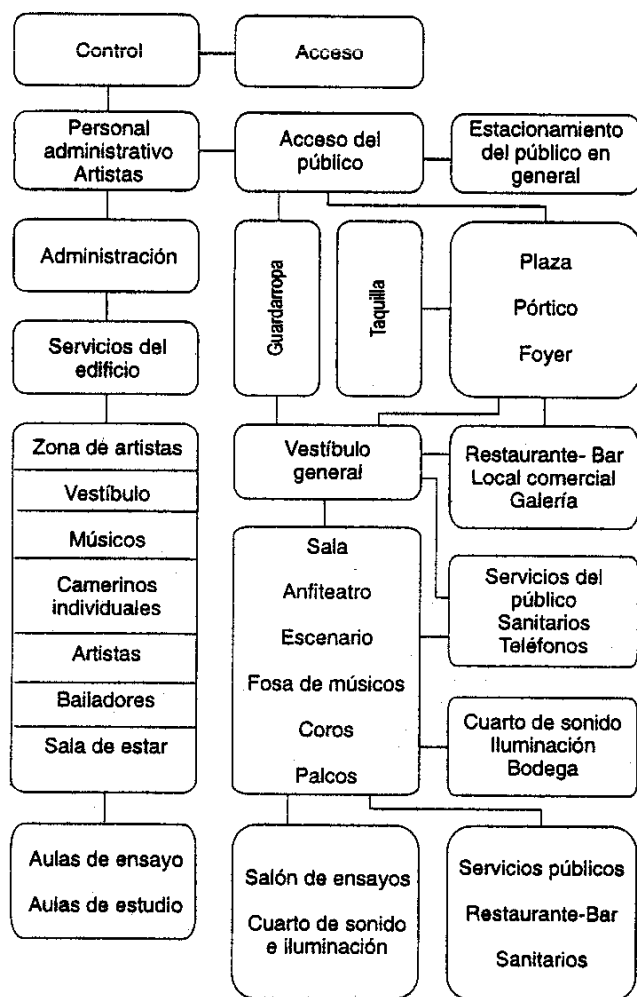 Control
Acceso
Personal
administrativo
Artistas
Acceso del
público
Estacionamiento
del público en
general
Administración
Guardarropa
Taquilla
Plaza
Pórtico
Foyer
Servicios del
edificio
Zona de artistas
Vestíbulo
Músicos
Camerinos
individuales
Artistas
Bailadores
Sala de estar
Vestíbulo
general
Restaurante- Bar
Local comercial
Galería
Sala
Anfiteatro
Escenario
Fosa de músicos
Coros
Palcos
Servicios del
público
Sanitarios
Teléfonos
Cuarto de sonido
Iluminación
Bodega
Aulas de ensayo
Aulas de estudio
Salón de ensayos
Cuarto de sonido
e iluminación
Servicios públicos
Restaurante-Bar
Sanitarios